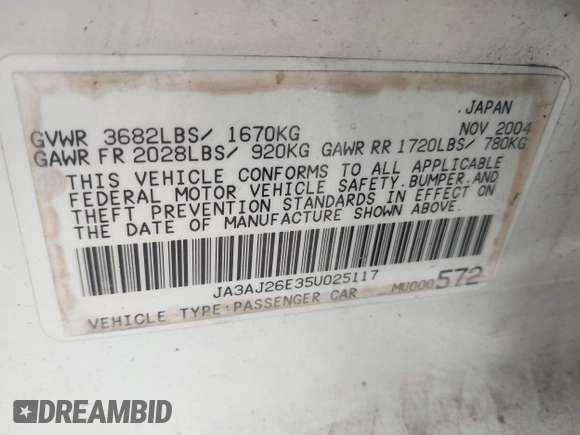 .JAPAN
GVWR 3682LBS/ 1670KG NOV 2004
GAWR FR 2028LBS/ 920KG GAWR RR 1720LBS/ 780KG
THIS VEHICLE CONFORMS TO ALL APPLICABLE
FEDERAL MOTOR VEHICLE SAFETY.BUMPER.AND
THEFT PREVENTION STANDARDS IN EFFECT ON
THE DATE OF MANUFACTURE SHOWN ABOVE.
JA3AJ26E35U025117
VEHICLE TYPE:PASSENGER CAR MU000572
DREAMBID